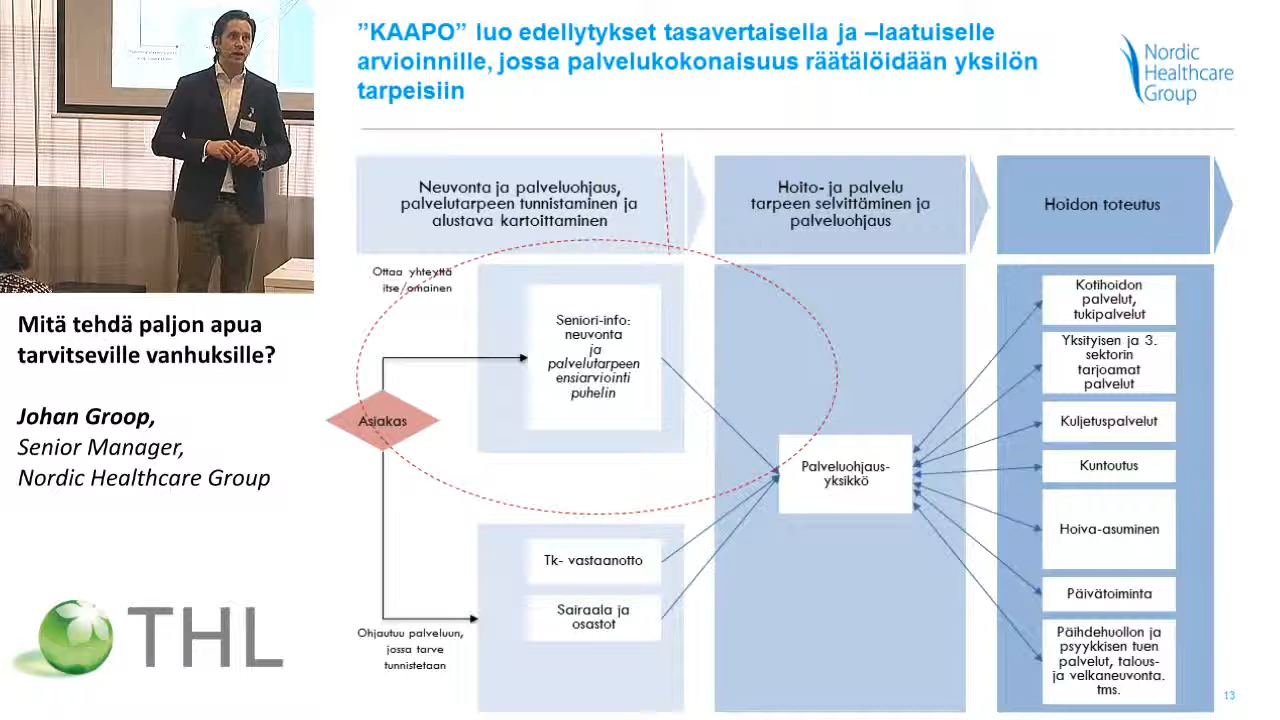 ”KAAPO” luo edellytykset tasavertaisella ja –laatuiselle
arvioinnille, jossa palvelukokonaisuus räätälöidään yksilön
tarpeisiin
Nordic
Healthcare
Group
Neuvonta ja palveluohjaus,
palvelutarpeen tunnistaminen ja
alustava kartoittaminen
Hoito- ja palvelu
tarpeen selvittäminen ja
palveluohjaus
Hoidon toteutus
Ottaa yhteyttä
itse/omainen
Seniori-info:
neuvonta
ja
palvelutarpeen
ensiarviointi
puhelin
Asiakas
Tk- vastaanotto
Sairaala ja
osastot
Ohjautuu palveluun,
jossa tarve
tunnistetaan
Palveluohjaus-
yksikkö
Kotihoidon
palvelut,
tukipalvelut
Yksityisen ja 3.
sektorin
tarjoamat
palvelut
Kuljetuspalvelut
Kuntoutus
Hoiva-asuminen
Päivätoiminta
Päihdehuollon ja
psyykkisen tuen
palvelut, talous-
ja velkaneuvonta.
tms.
13
Mitä tehdä paljon apua
tarvitseville vanhuksille?
Johan Groop,
Senior Manager,
Nordic Healthcare Group
THL